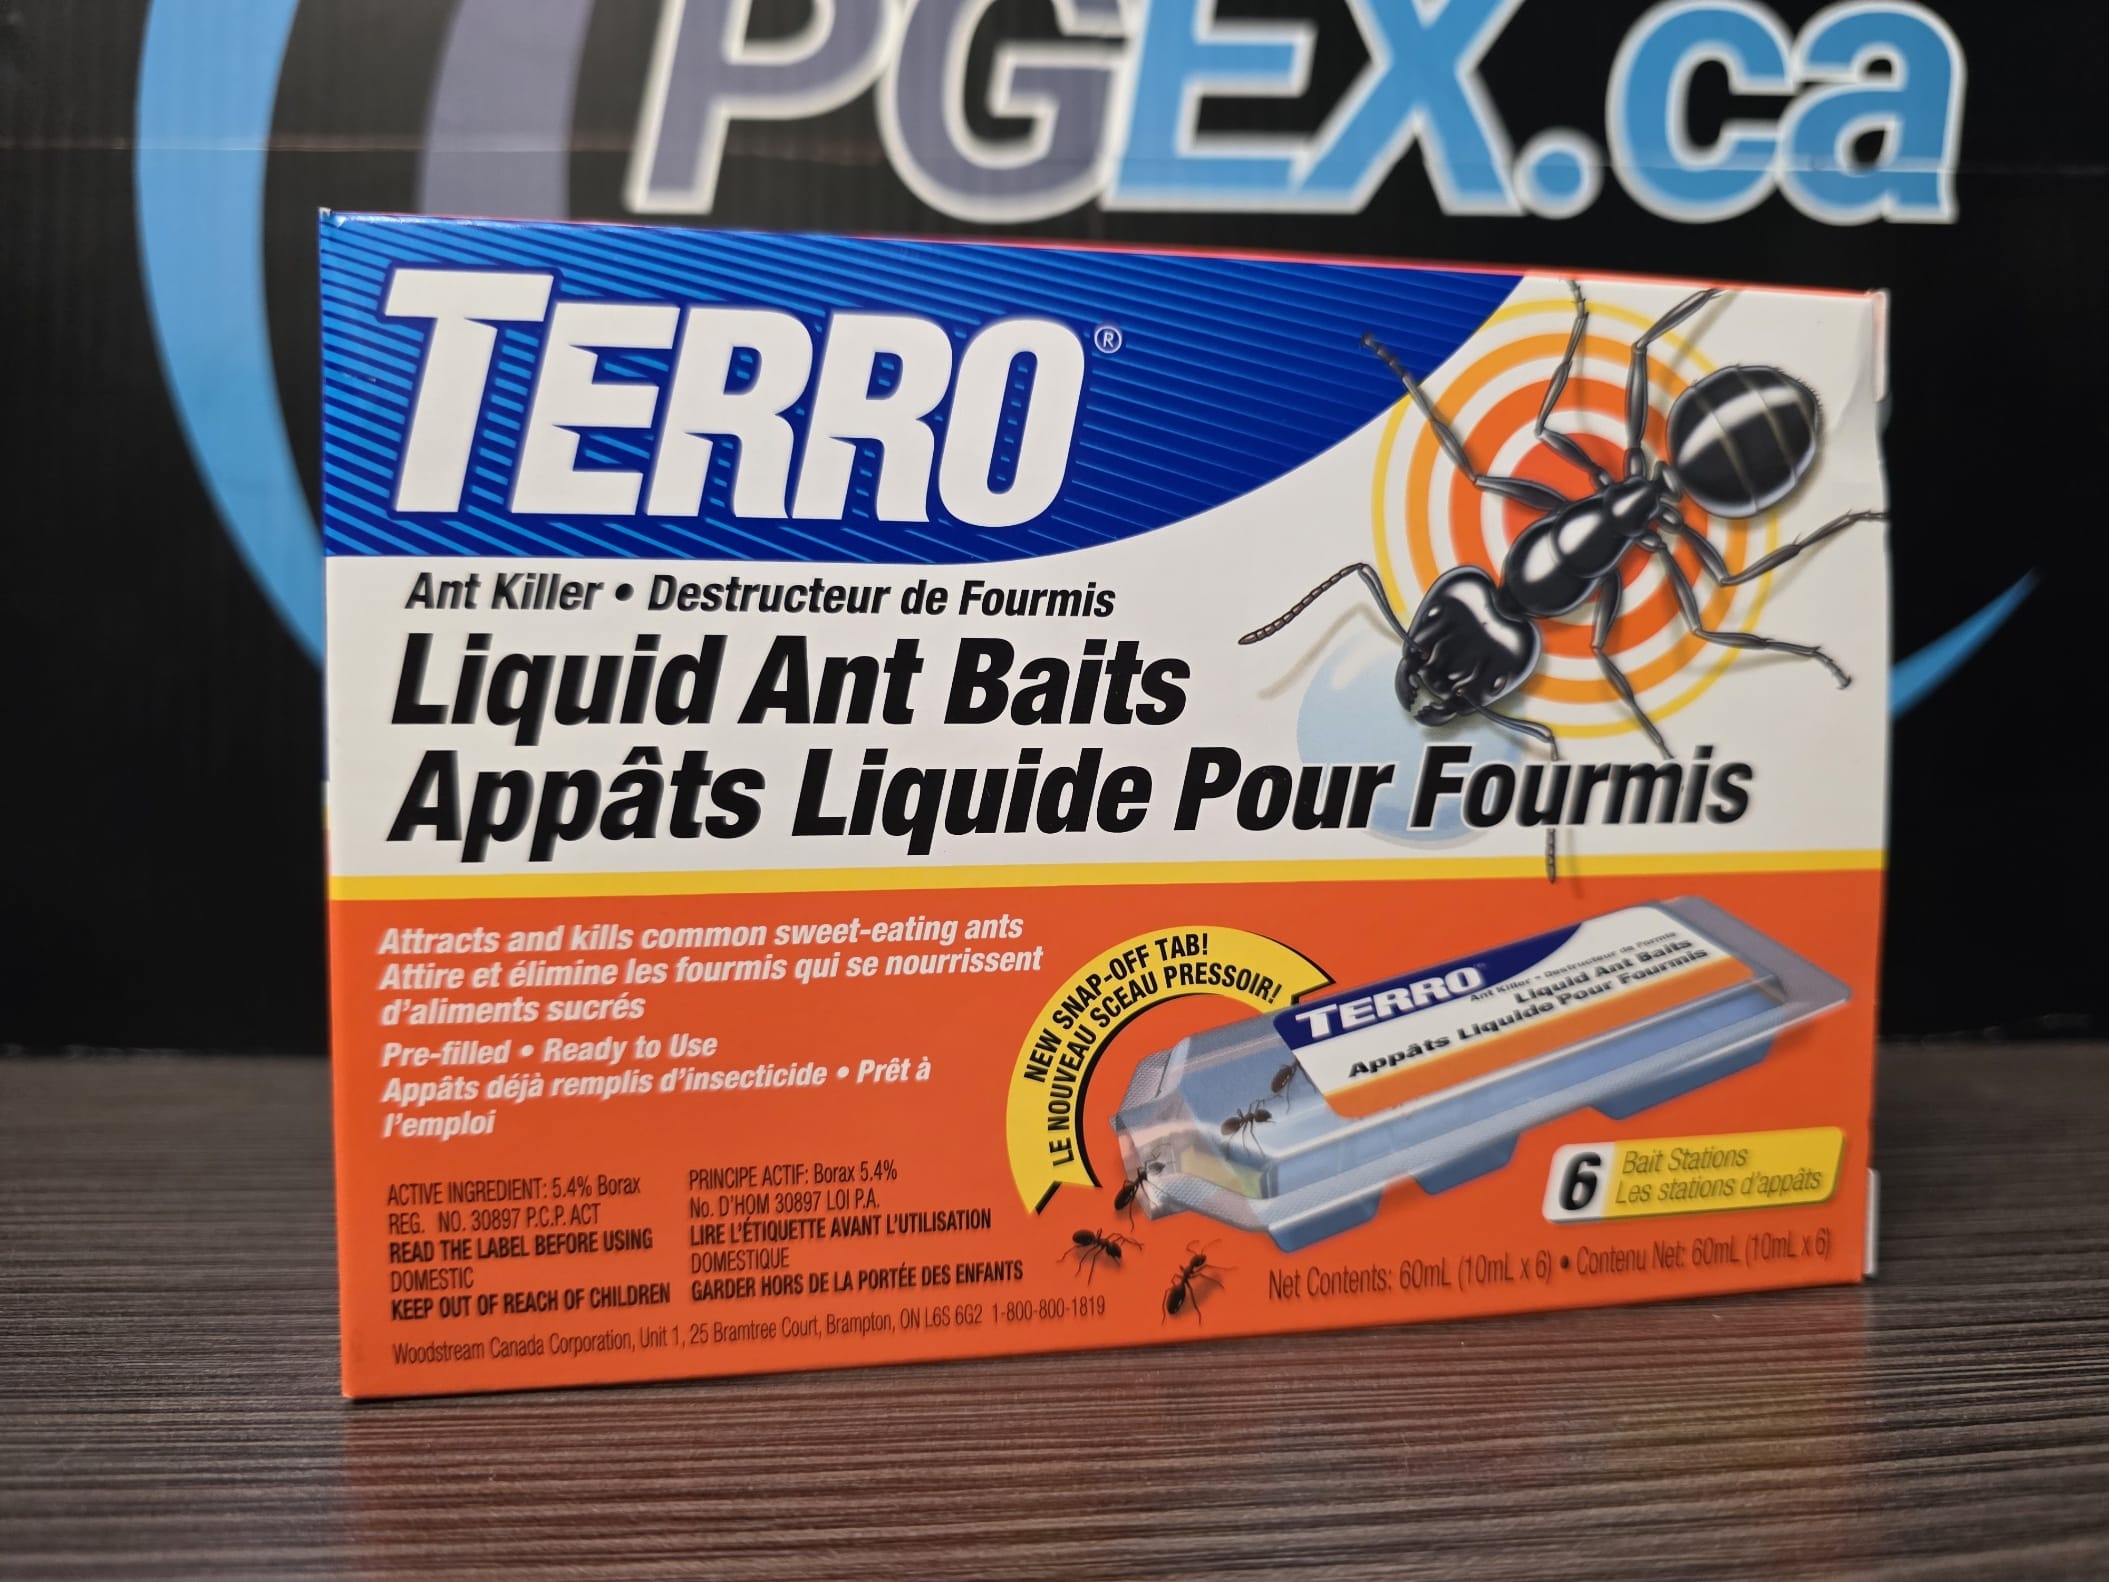 PGEX.ca
TERRO®
Ant Killer • Destructeur de Fourmis
Liquid Ant Baits
Appâts Liquide Pour Fourmis
Attracts and kills common sweet-eating ants
Attire et élimine les fourmis qui se nourrissent
d'aliments sucrés
Pre-filled • Ready to Use
Appâts déjà remplis d'insecticide • Prêt à
l'emploi
ACTIVE INGREDIENT: 5.4% Borax
REG. NO. 30897 P.C.P. ACT
READ THE LABEL BEFORE USING
DOMESTIC
KEEP OUT OF REACH OF CHILDREN
PRINCIPE ACTIF: Borax 5.4%
No. D'HOM 30897 LOI P.A.
LIRE L'ÉTIQUETTE AVANT L'UTILISATION
DOMESTIQUE
GARDER HORS DE LA PORTÉE DES ENFANTS
Woodstream Canada Corporation, Unit 1, 25 Bramtree Court, Brampton, ON L6S 6G2 1-800-800-1819
NEW SNAP-OFF TAB!
LE NOUVEAU SCEAU PRESSOIR!
TERRO
Ant Killer • Destructeur de Formis
Liquid Ant Baits
Appâts Liquide Pour Fourmis
6
Bait Stations
Les stations d'appâts
Net Contents: 60mL (10mL x 6) • Contenu Net: 60mL (10mL x 6)